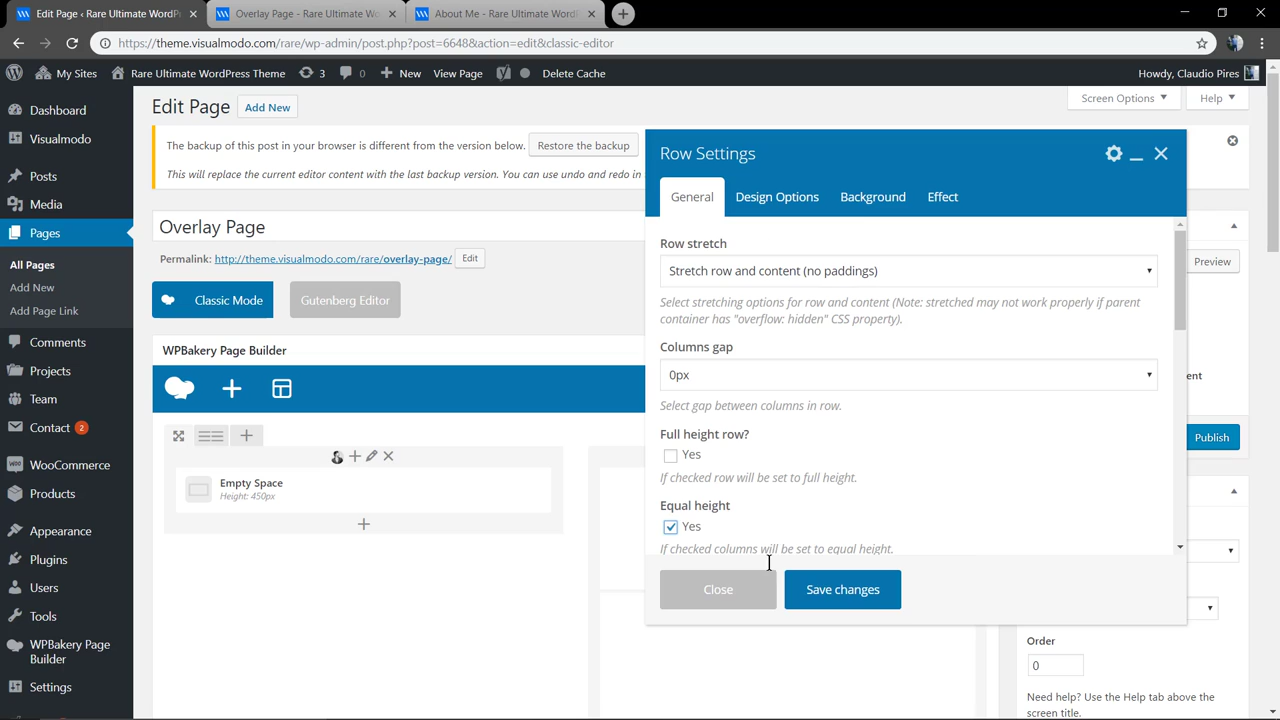 Edit Page ‹ Rare Ultimate WordP
Overlay Page - Rare Ultimate Wo
About Me - Rare Ultimate WordP
https://theme.visualmodo.com/rare/wp-admin/post.php?post=6648&action=edit&classic-editor
My Sites
Rare Ultimate WordPress Theme
3
0
New
View Page
Delete Cache
Howdy, Claudio Pires
Dashboard
Visualmodo
Posts
Media
Pages
All Pages
Add New
Add Page Link
Comments
Projects
Team
Contact 2
WooCommerce
Products
Appearance
Plugins
Users
Tools
WPBakery Page
Builder
Settings
Edit Page
Add New
Screen Options
Help
The backup of this post in your browser is different from the version below.
Restore the backup
This will replace the current editor content with the last backup version. You can use undo and redo in
Overlay Page
Permalink: http://theme.visualmodo.com/rare/overlay-page/
Edit
Classic Mode
Gutenberg Editor
WPBakery Page Builder
Empty Space
Height: 450px
Row Settings
General
Design Options
Background
Effect
Row stretch
Stretch row and content (no paddings)
Select stretching options for row and content (Note: stretched may not work properly if parent
container has "overflow: hidden" CSS property).
Columns gap
0px
Select gap between columns in row.
Full height row?
Yes
If checked row will be set to full height.
Equal height
Yes
If checked columns will be set to equal height.
Close
Save changes
Preview
ent
Publish
Order
0
Need help? Use the Help tab above the
screen title.